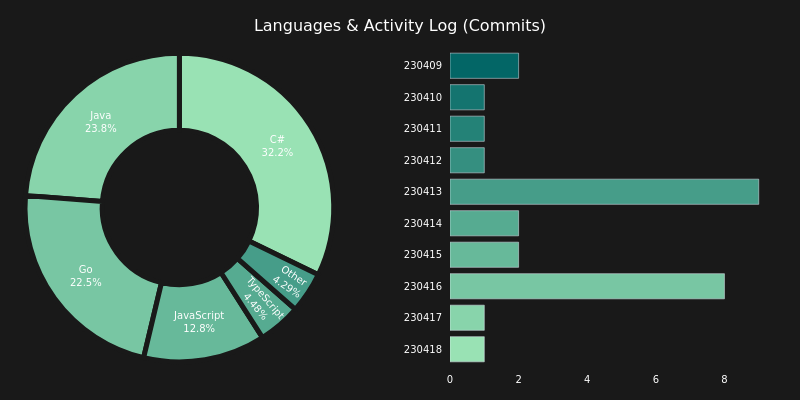 Languages & Activity Log (Commits)
Java
23.8%
C#
32.2%
Go
22.5%
JavaScript
12.8%
TypeScript
4.48%
Other
4.29%
230409
230410
230411
230412
230413
230414
230415
230416
230417
230418
0 2 4 6 8